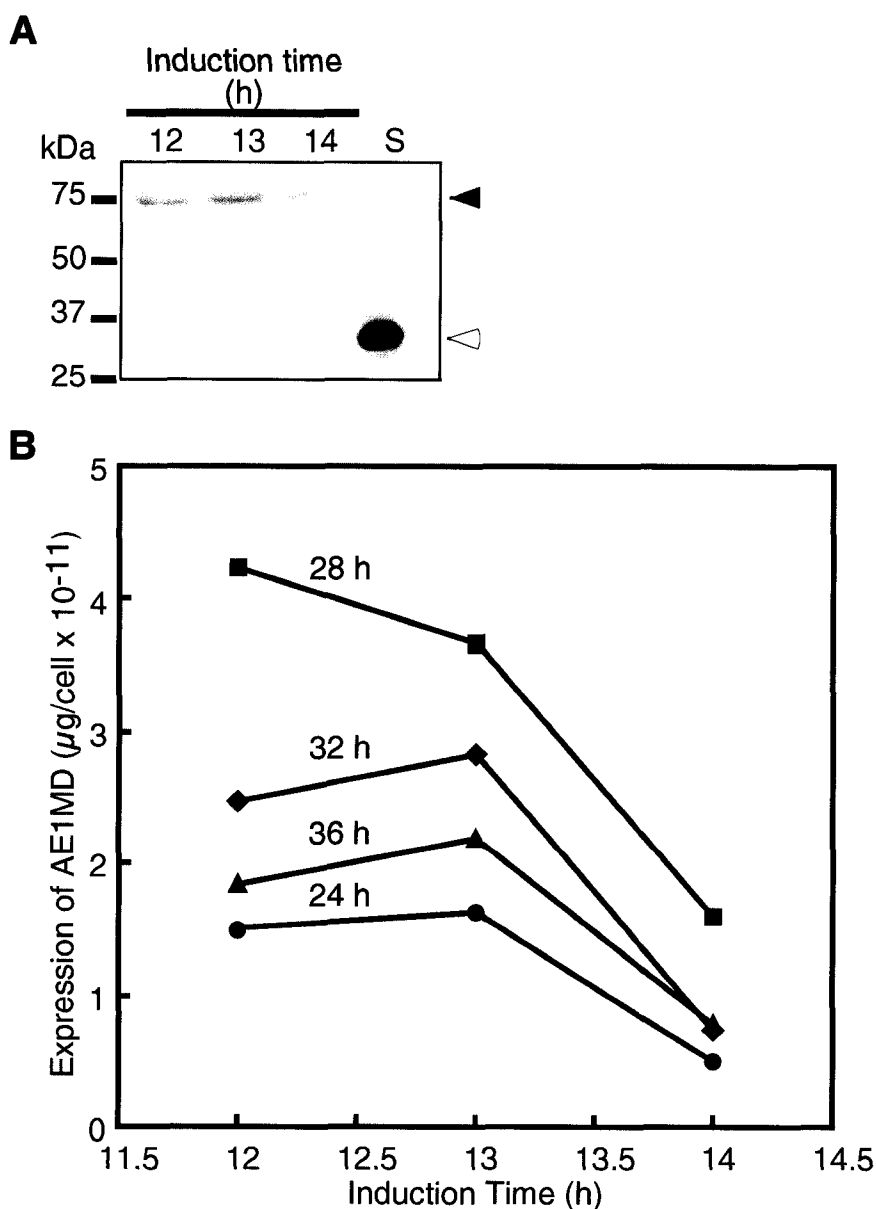 A
Induction time
(h)
kDa 12 13 14 S
75
50
37
25
B
Expression of AE1MD (µg/cell x 10-11)
5
4
3
2
1
0
28 h
32 h
36 h
24 h
11.5 12 12.5 13 13.5 14 14.5
Induction Time (h)